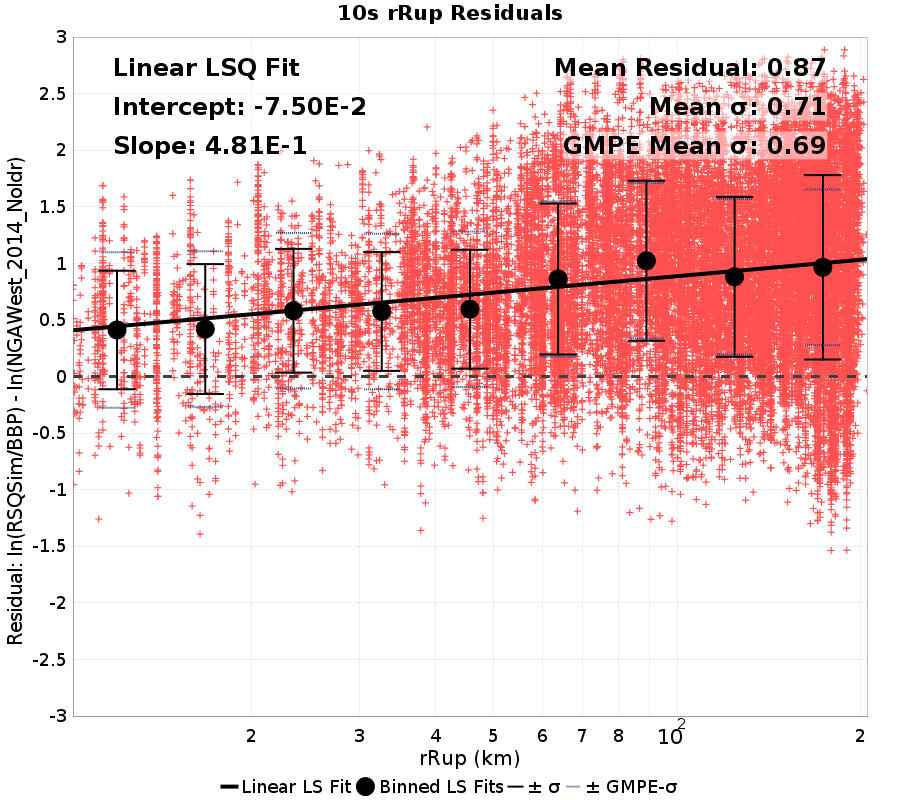 10s rRup Residuals
Linear LSQ Fit
Intercept: -7.50E-2
Slope: 4.81E-1
Mean Residual: 0.87
Mean σ: 0.71
GMPE Mean σ: 0.69
Residual: ln(RSQSim/BBP) - ln(NGAWest_2014_NoIdr)
3
2.5
2
1.5
1
0.5
0
-0.5
-1
-1.5
-2
-2.5
-3
2 3 4 5 6 7 8 10^2 2
rRup (km)
Linear LS Fit Binned LS Fits ± σ ± GMPE-σ